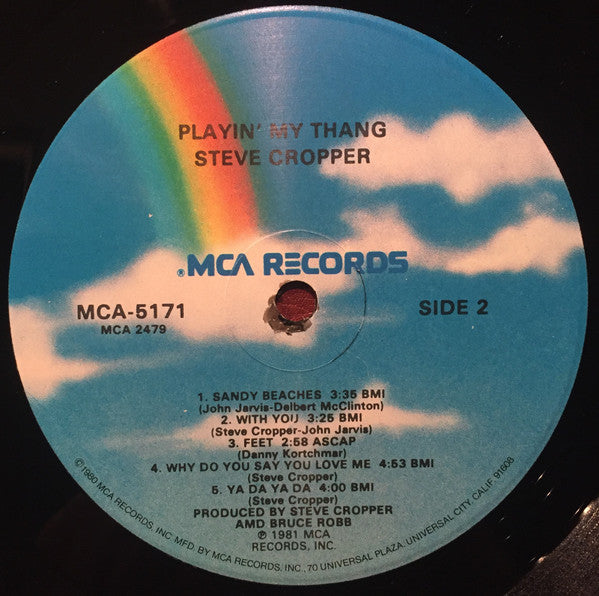 PLAYIN' MY THANG
STEVE CROPPER
®MCA RECORDS
MCA-5171
MCA 2479
SIDE 2
1. SANDY BEACHES 3:35 BMI
(John Jarvis-Delbert McClinton)
2. WITH YOU 3:25 BMI
(Steve Cropper-John Jarvis)
3. FEET 2:58 ASCAP
(Danny Kortchmar)
4. WHY DO YOU SAY YOU LOVE ME 4:53 BMI
(Steve Cropper)
5. YA DA YA DA 4:00 BMI
(Steve Cropper)
PRODUCED BY STEVE CROPPER
AMD BRUCE ROBB
℗ 1981 MCA
RECORDS, INC.
©1980 MCA RECORDS, INC. MFD. BY MCA RECORDS, INC., 70 UNIVERSAL PLAZA, UNIVERSAL CITY, CALIF. 91608